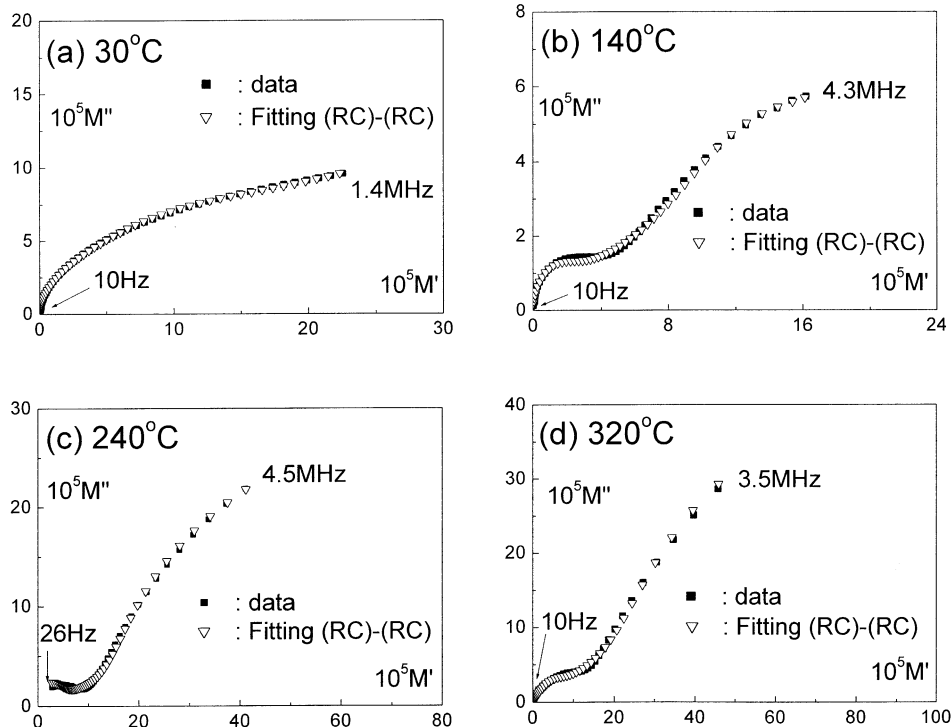 (a) 30°C
■ : data
▽ : Fitting (RC)-(RC)
10⁵M"
1.4MHz
10Hz
10⁵M'
20
15
10
5
0
0 10 20 30
(b) 140°C
4.3MHz
10⁵M"
■ : data
▽ : Fitting (RC)-(RC)
10⁵M'
10Hz
8
6
4
2
0
0 8 16 24
(c) 240°C
10⁵M"
4.5MHz
■ : data
▽ : Fitting (RC)-(RC)
26Hz
10⁵M'
30
20
10
0
0 20 40 60 80
(d) 320°C
10⁵M"
3.5MHz
■ : data
▽ : Fitting (RC)-(RC)
10Hz
10⁵M'
40
30
20
10
0
0 20 40 60 80 100